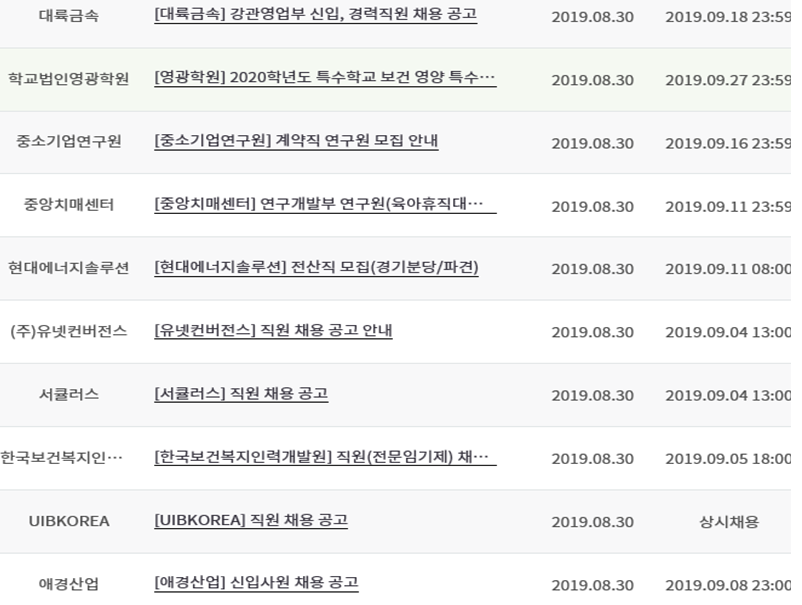 대륙금속 [대륙금속] 강관영업부 신입, 경력직원 채용 공고 2019.08.30 2019.09.18 23:59
학교법인영광학원 [영광학원] 2020학년도 특수학교 보건 영양 특수··· 2019.08.30 2019.09.27 23:59
중소기업연구원 [중소기업연구원] 계약직 연구원 모집 안내 2019.08.30 2019.09.16 23:59
중앙치매센터 [중앙치매센터] 연구개발부 연구원(육아휴직대··· 2019.08.30 2019.09.11 23:59
현대에너지솔루션 [현대에너지솔루션] 전산직 모집(경기분당/파견) 2019.08.30 2019.09.11 08:00
(주)유넷컨버전스 [유넷컨버전스] 직원 채용 공고 안내 2019.08.30 2019.09.04 13:00
서큘러스 [서큘러스] 직원 채용 공고 2019.08.30 2019.09.04 13:00
한국보건복지인··· [한국보건복지인력개발원] 직원(전문임기제) 채··· 2019.08.30 2019.09.05 18:00
UIBKOREA [UIBKOREA] 직원 채용 공고 2019.08.30 상시채용
애경산업 [애경산업] 신입사원 채용 공고 2019.08.30 2019.09.08 23:00